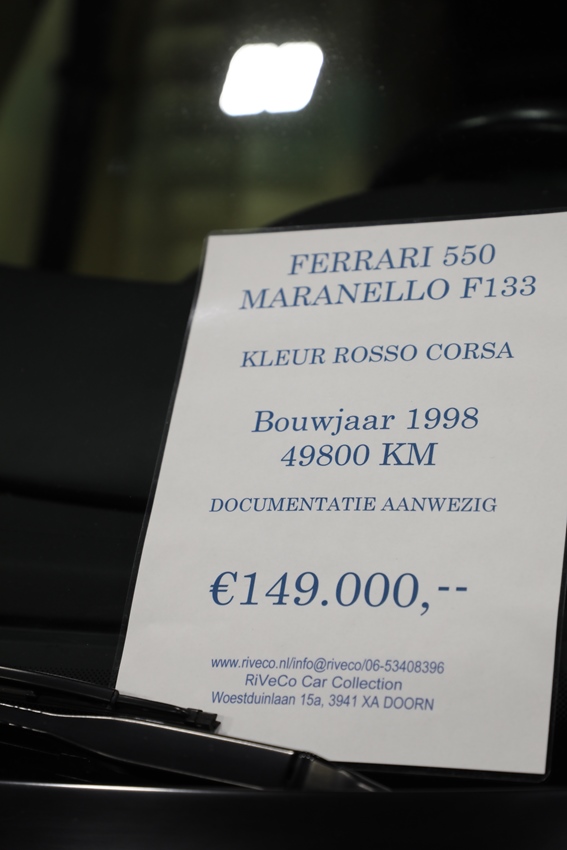 FERRARI 550
MARANELLO F133
KLEUR ROSSO CORSA
Bouwjaar 1998
49800 KM
DOCUMENTATIE AANWEZIG
€149.000,--
www.riveco.nl/info@riveco/06-53408396
RiVeCo Car Collection
Woestduinlaan 15a, 3941 XA DOORN